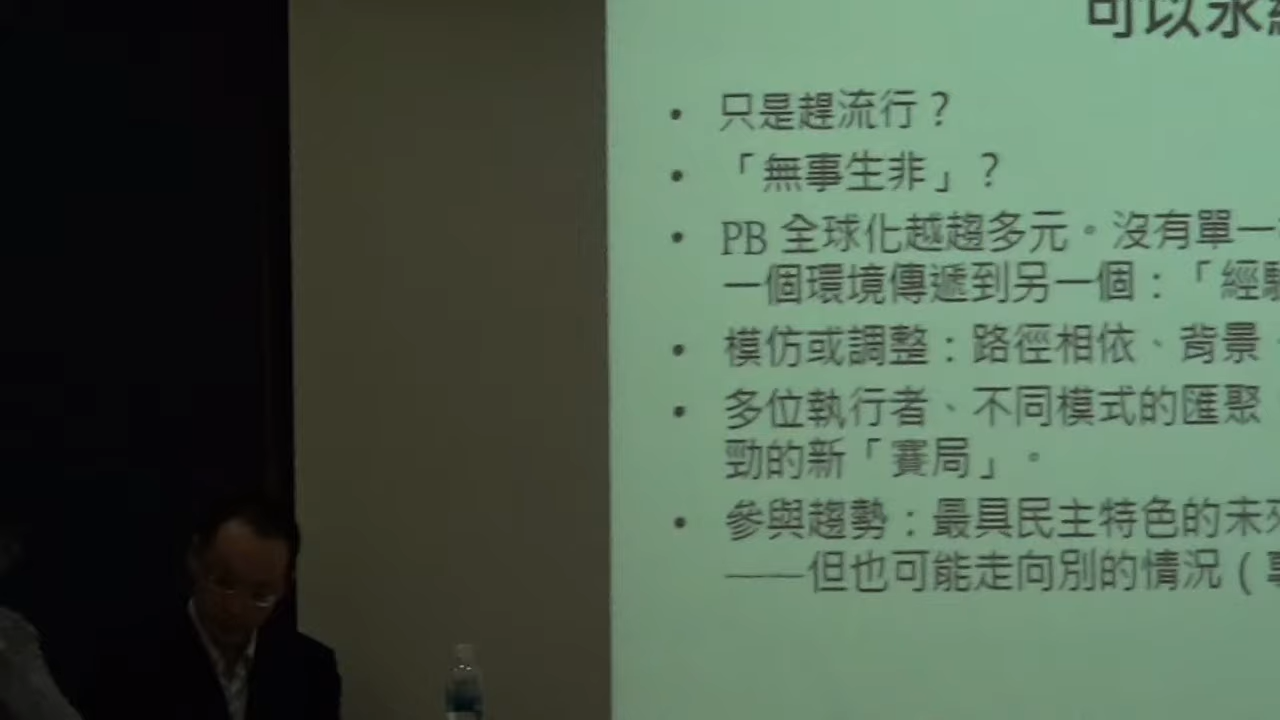 可以永
• 只是趕流行？
• 「無事生非」？
• PB 全球化越趨多元。沒有單一
一個環境傳遞到另一個：「經驗
• 模仿或調整：路徑相依、背景、
• 多位執行者、不同模式的匯聚
勁的新「賽局」。
• 參與趨勢：最具民主特色的未來
——但也可能走向別的情況（